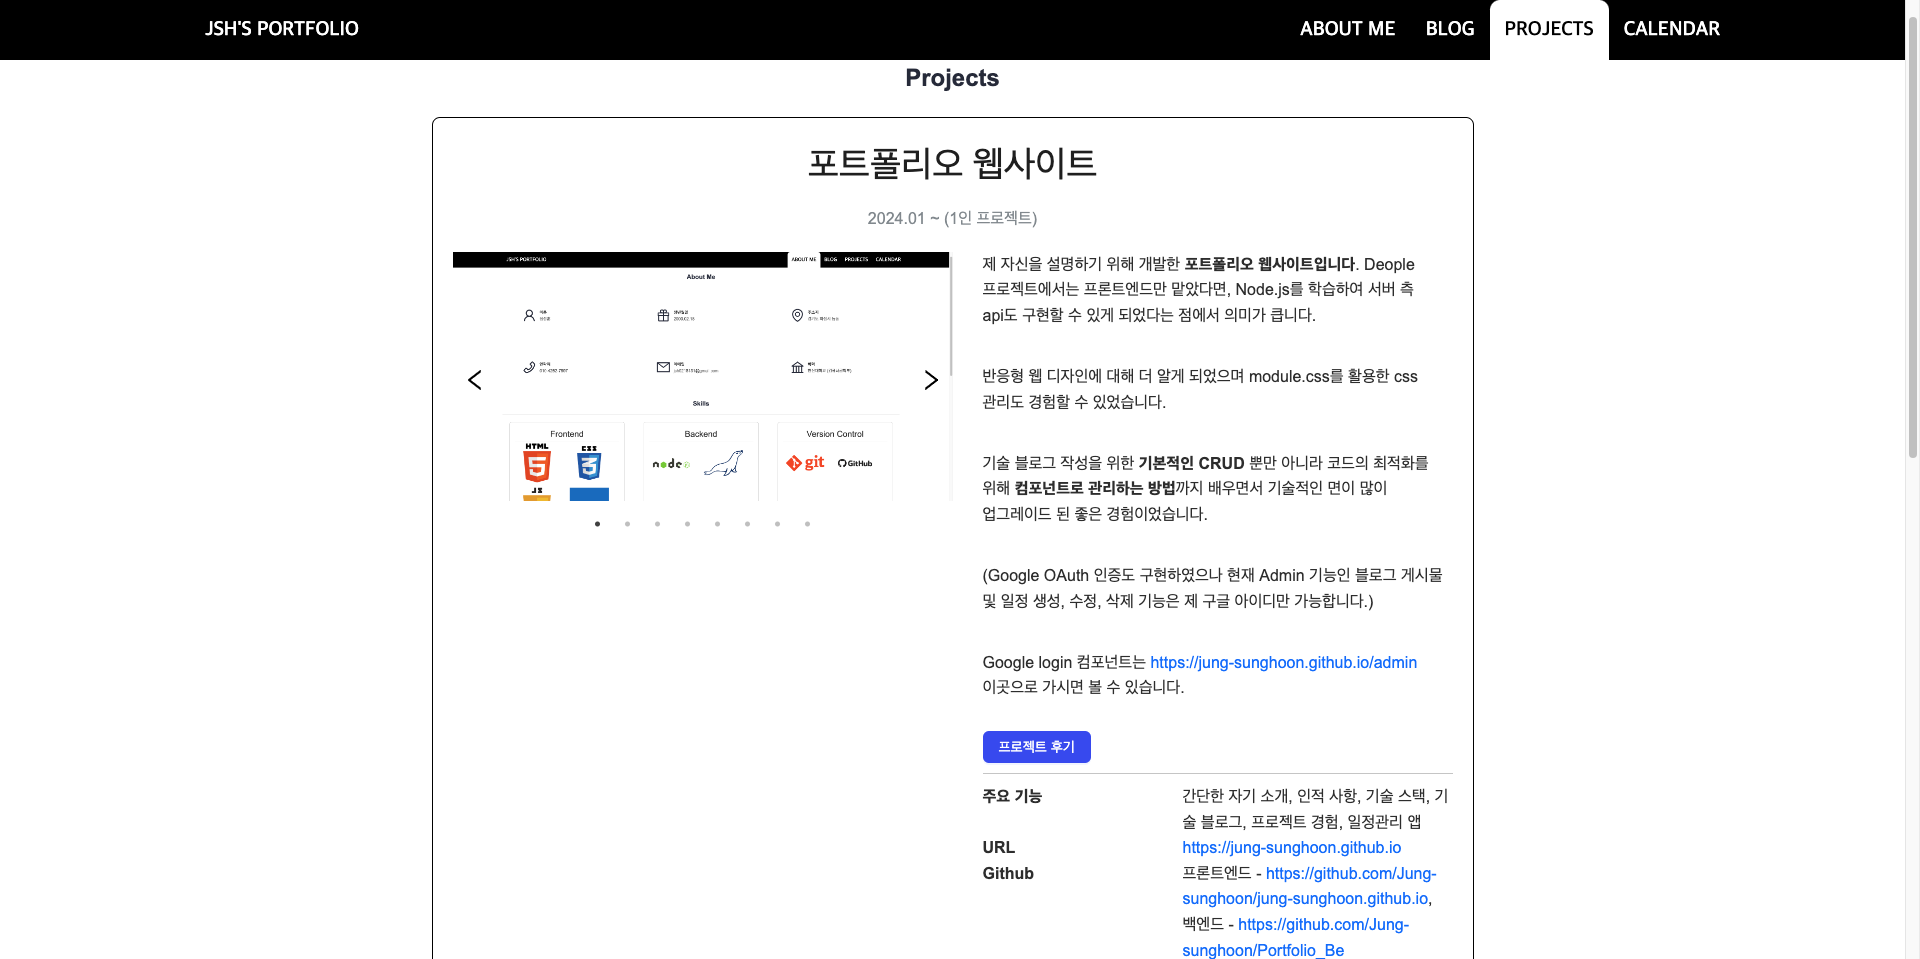 JSH'S PORTFOLIO
ABOUT ME
BLOG
PROJECTS
CALENDAR
Projects
포트폴리오 웹사이트
2024.01 ~ (1인 프로젝트)
JSH'S PORTFOLIO
ABOUT ME
BLOG
PROJECTS
CALENDAR
About Me
Skills
Frontend
Backend
Version Control
HTML
5
CSS
3
node
git
GitHub
JS
제 자신을 설명하기 위해 개발한 포트폴리오 웹사이트입니다. Deople
프로젝트에서는 프론트엔드만 맡았다면, Node.js를 학습하여 서버 측
api도 구현할 수 있게 되었다는 점에서 의미가 큽니다.
반응형 웹 디자인에 대해 더 알게 되었으며 module.css를 활용한 css
관리도 경험할 수 있었습니다.
기술 블로그 작성을 위한 기본적인 CRUD 뿐만 아니라 코드의 최적화를
위해 컴포넌트로 관리하는 방법까지 배우면서 기술적인 면이 많이
업그레이드 된 좋은 경험이었습니다.
(Google OAuth 인증도 구현하였으나 현재 Admin 기능인 블로그 게시물
및 일정 생성, 수정, 삭제 기능은 제 구글 아이디만 가능합니다.)
Google login 컴포넌트는 https://jung-sunghoon.github.io/admin
이곳으로 가시면 볼 수 있습니다.
프로젝트 후기
주요 기능
간단한 자기 소개, 인적 사항, 기술 스택, 기
술 블로그, 프로젝트 경험, 일정관리 앱
URL
https://jung-sunghoon.github.io
Github
프론트엔드 - https://github.com/Jung-
sunghoon/jung-sunghoon.github.io,
백엔드 - https://github.com/Jung-
sunghoon/Portfolio_Be